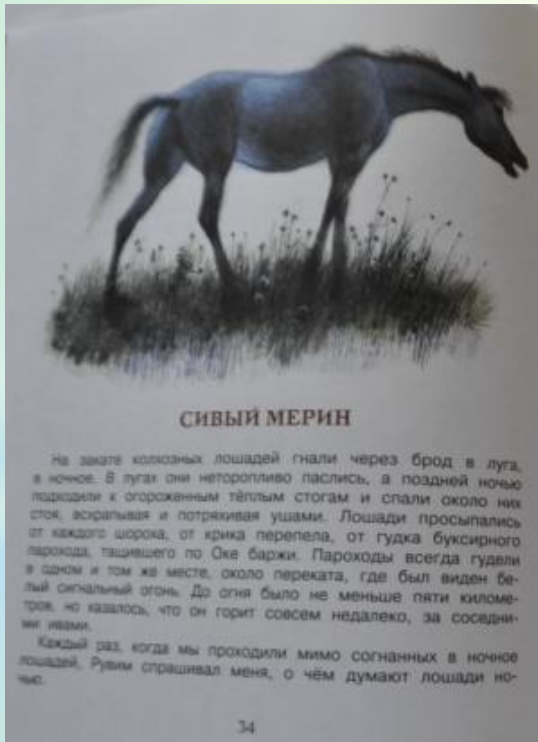 СИВЫЙ МЕРИН
На закате колхозных лошадей гнали через брод в луга,
в ночное. В лугах они неторопливо паслись, а поздней ночью
подходили к огороженным тёплым стогам и спали около них
стоя, всхрапывая и потряхивая ушами. Лошади просыпались
от каждого шороха, от крика перепела, от гудка буксирного
парохода, тащившего по Оке баржи. Пароходы всегда гудели
в одном и том же месте, около переката, где был виден бе-
лый сигнальный огонь. До огня было не меньше пяти киломе-
тров, но казалось, что он горит совсем недалеко, за соседни-
ми ивами.
Каждый раз, когда мы проходили мимо согнанных в ночное
лошадей, Рувим спрашивал меня, о чём думают лошади но-
чью.
34